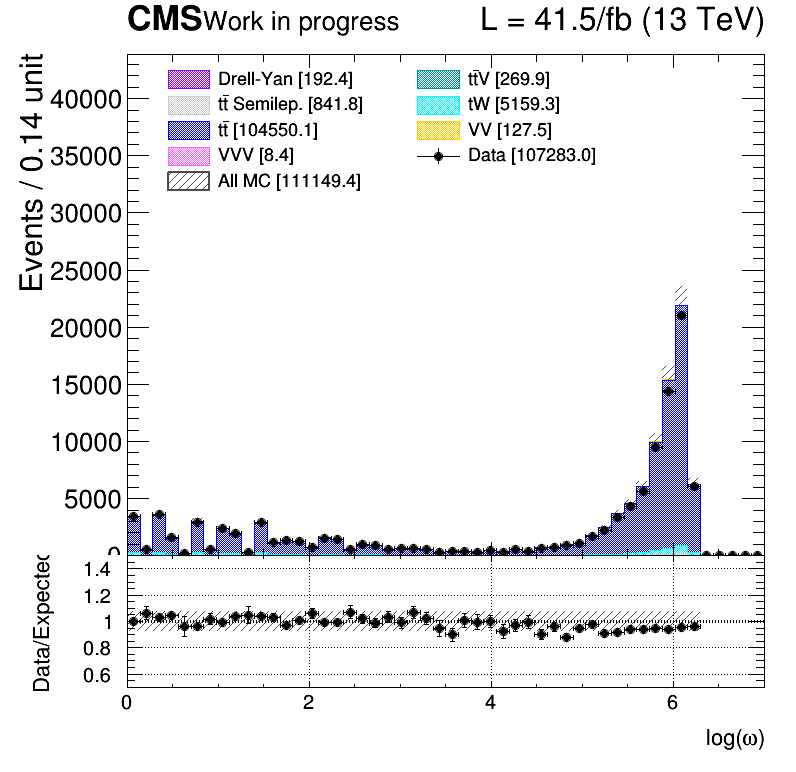 CMS Work in progress L = 41.5/fb (13 TeV)
Events / 0.14 unit
Drell-Yan [192.4]
tt̄ Semilep. [841.8]
tt̄ [104550.1]
VVV [8.4]
All MC [111149.4]
tt̄V [269.9]
tW [5159.3]
VV [127.5]
Data [107283.0]
40000
35000
30000
25000
20000
15000
10000
5000
0
Data/Expected
1.4
1.2
1
0.8
0.6
0 2 4 6
log(ω)